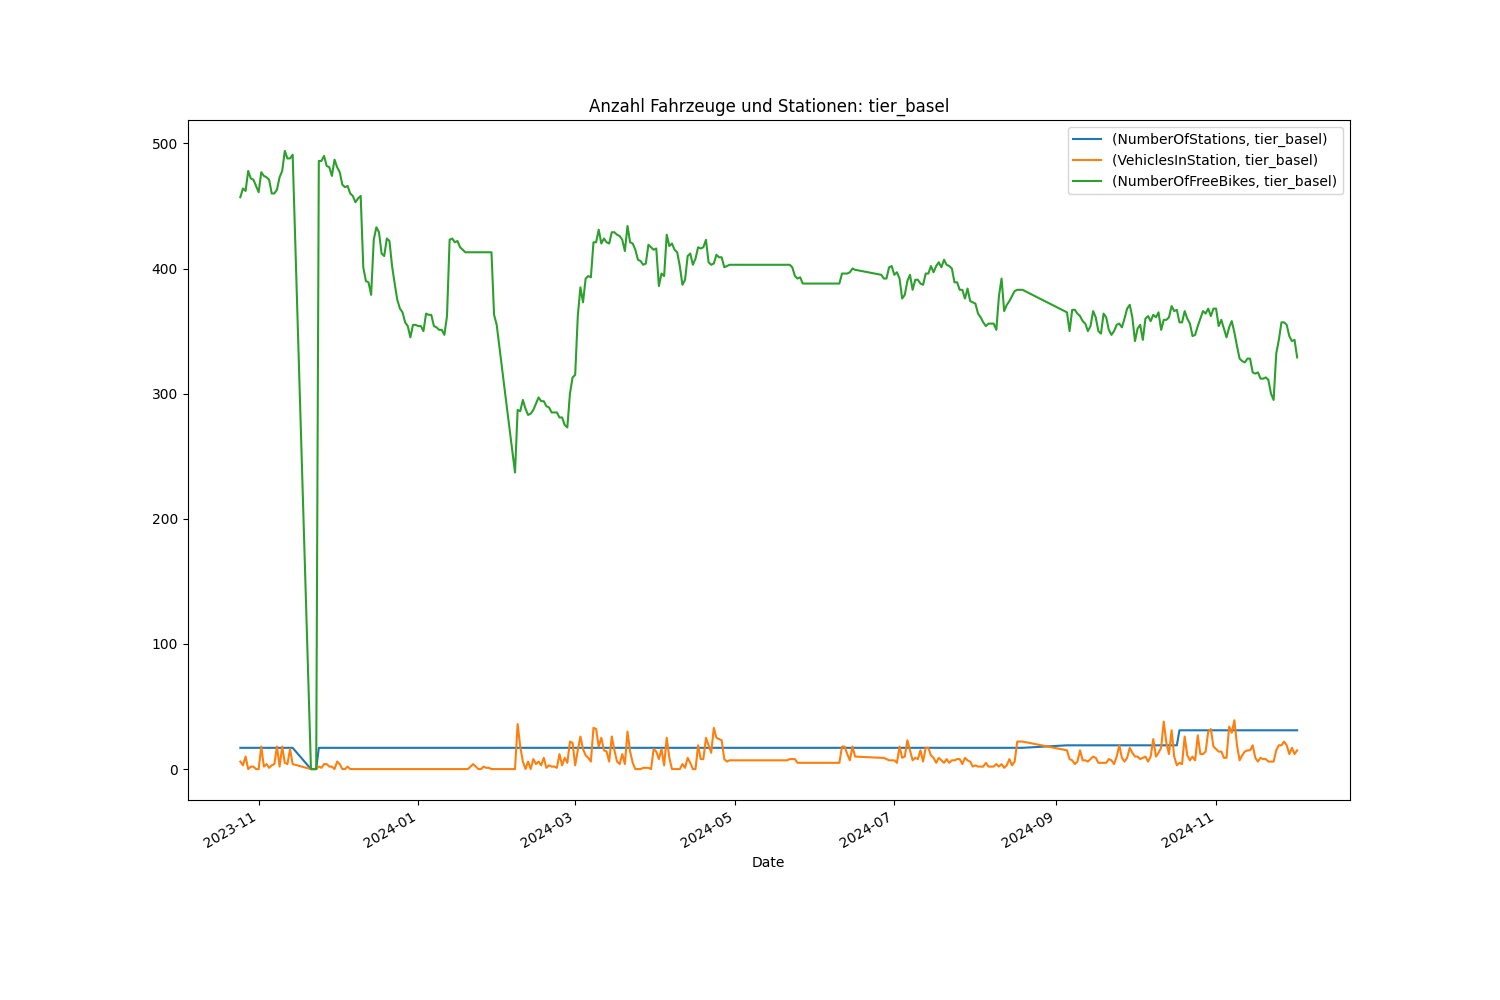 Anzahl Fahrzeuge und Stationen: tier_basel
(NumberOfStations, tier_basel)
(VehiclesInStation, tier_basel)
(NumberOfFreeBikes, tier_basel)
500
400
300
200
100
0
2023-11
2024-01
2024-03
2024-05
2024-07
2024-09
2024-11
Date